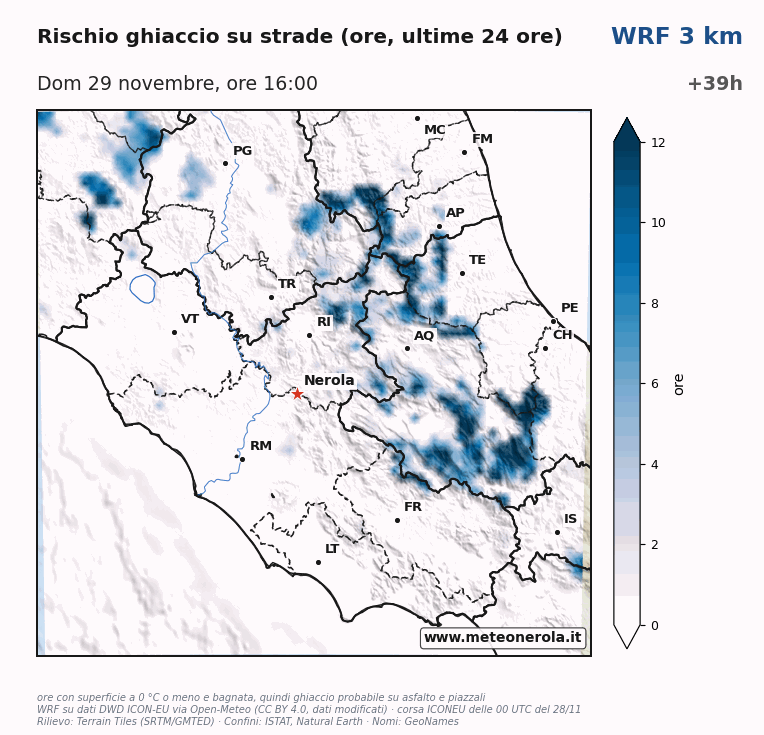 Rischio ghiaccio su strade (ore, ultime 24 ore)
WRF 3 km
Dom 29 novembre, ore 16:00
+39h
MC
FM
PG
AP
TE
TR
PE
VT
RI
AQ
CH
Nerola
RM
FR
IS
LT
www.meteonerola.it
12
10
8
6
4
2
0
ore
ore con superficie a 0 °C o meno e bagnata, quindi ghiaccio probabile su asfalto e piazzali
WRF su dati DWD ICON-EU via Open-Meteo (CC BY 4.0, dati modificati) · corsa ICONEU delle 00 UTC del 28/11
Rilievo: Terrain Tiles (SRTM/GMTED) · Confini: ISTAT, Natural Earth · Nomi: GeoNames